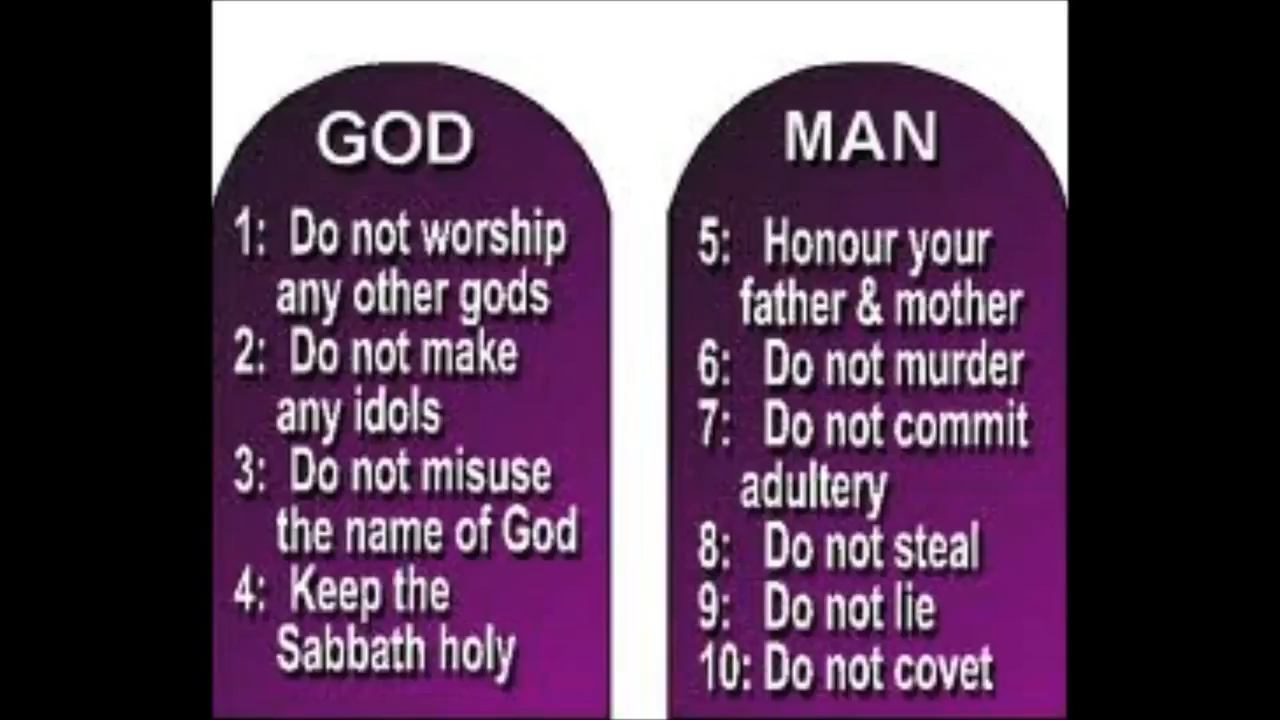 GOD
1: Do not worship
any other gods
2: Do not make
any idols
3: Do not misuse
the name of God
4: Keep the
Sabbath holy
MAN
5: Honour your
father & mother
6: Do not murder
7: Do not commit
adultery
8: Do not steal
9: Do not lie
10: Do not covet